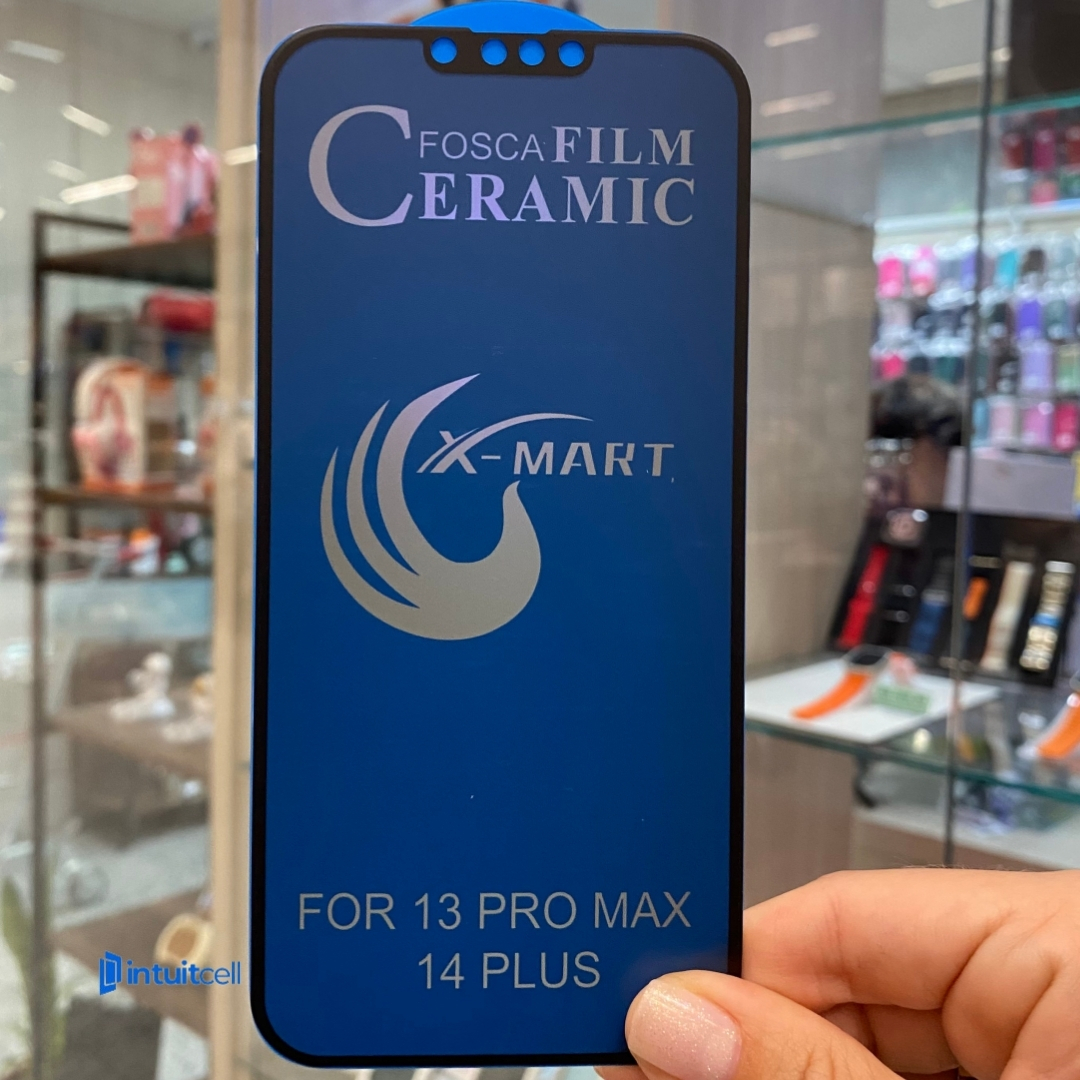 FOSCA FILM
CERAMIC
X-MART
FOR 13 PRO MAX
14 PLUS
intuitcell